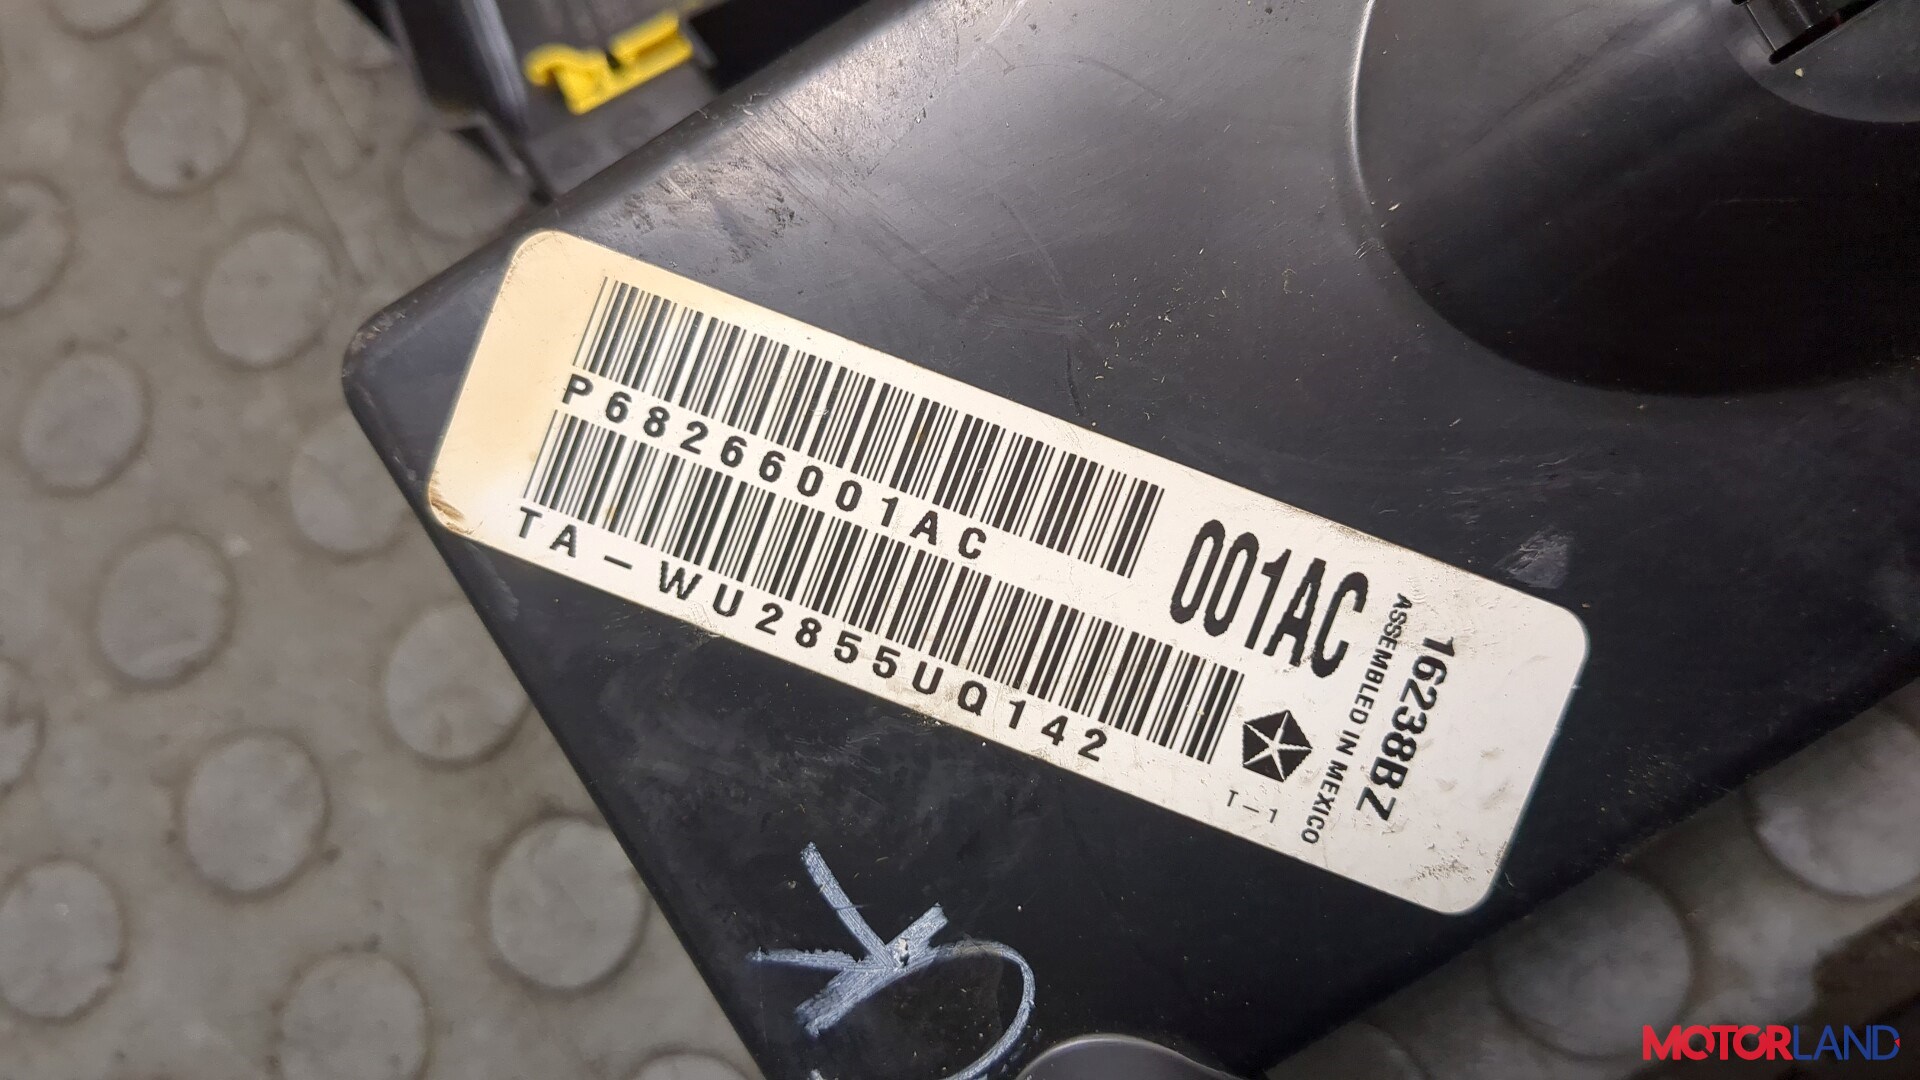 P68266001AC
TA-WU2855UQ142
001AC
T-1
ASSEMBLED IN MEXICO
16238BZ
MOTORLAND